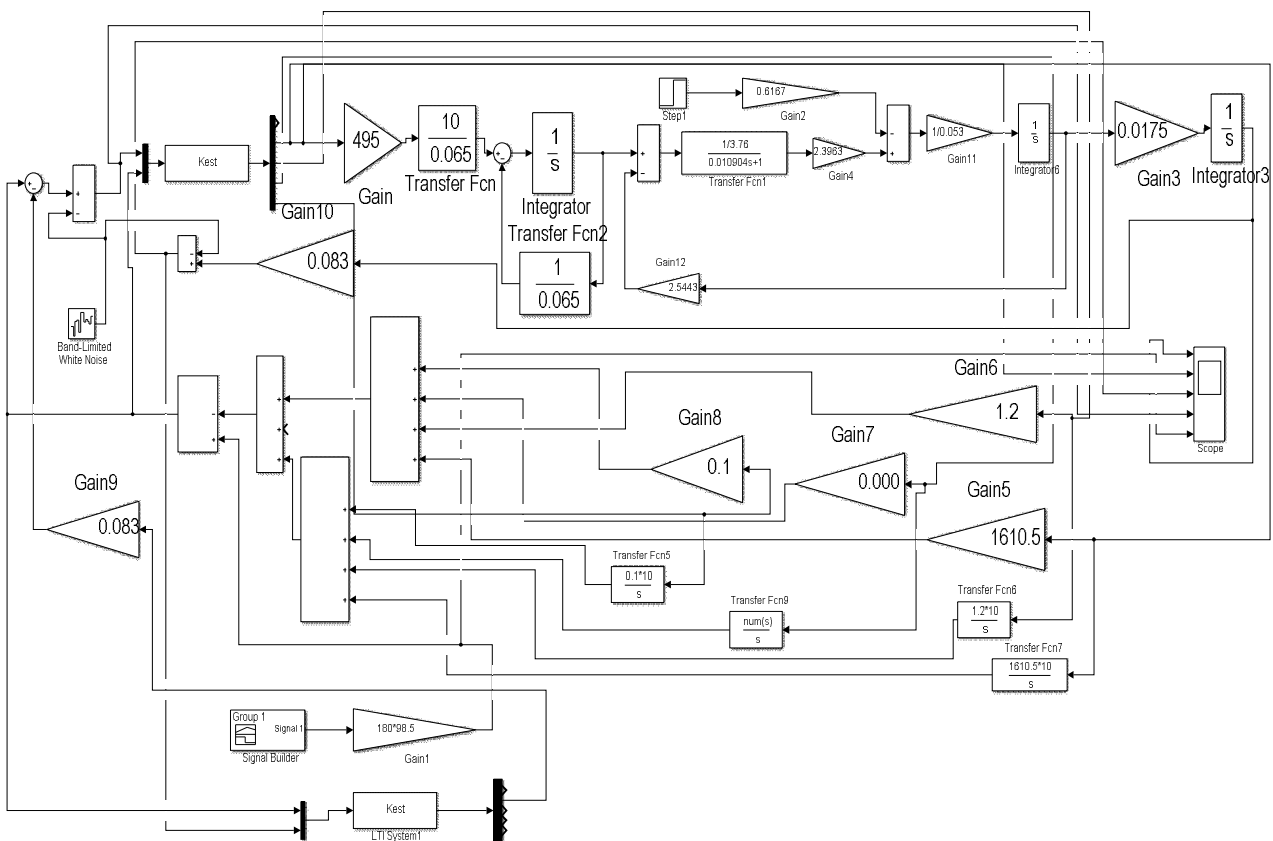 Step1
0.6167
Gain2
Kest
495
Gain
10
0.065
Transfer Fcn
1
s
Integrator
1/3.76
0.010904s+1
Transfer Fcn1
2.3963
Gain4
1/0.053
Gain11
1
s
Integrator6
0.0175
Gain3
1
s
Integrator3
+
-
+
-
+
-
+
-
-
+
Gain10
0.083
-
+
Transfer Fcn2
1
0.065
Gain12
2.5443
Band-Limited
White Noise
Gain6
1.2
Gain8
0.1
Gain7
0.000
Gain5
1610.5
Scope
+
+
+
+
+
+
+
-
+
+
+
+
+
Gain9
0.083
Transfer Fcn5
0.1*10
s
Transfer Fcn9
num(s)
s
Transfer Fcn6
1.2*10
s
Transfer Fcn7
1610.5*10
s
Group 1
Signal 1
Signal Builder
180*98.5
Gain1
Kest
LTI System1